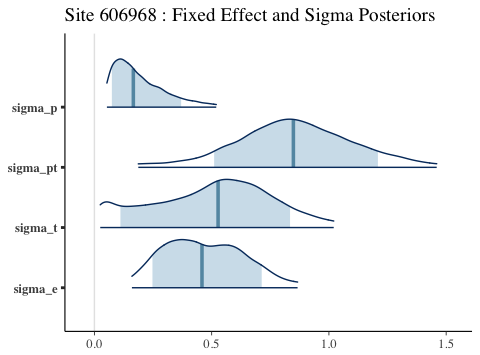 Site 606968 : Fixed Effect and Sigma Posteriors
sigma_p
sigma_pt
sigma_t
sigma_e
0.0 0.5 1.0 1.5